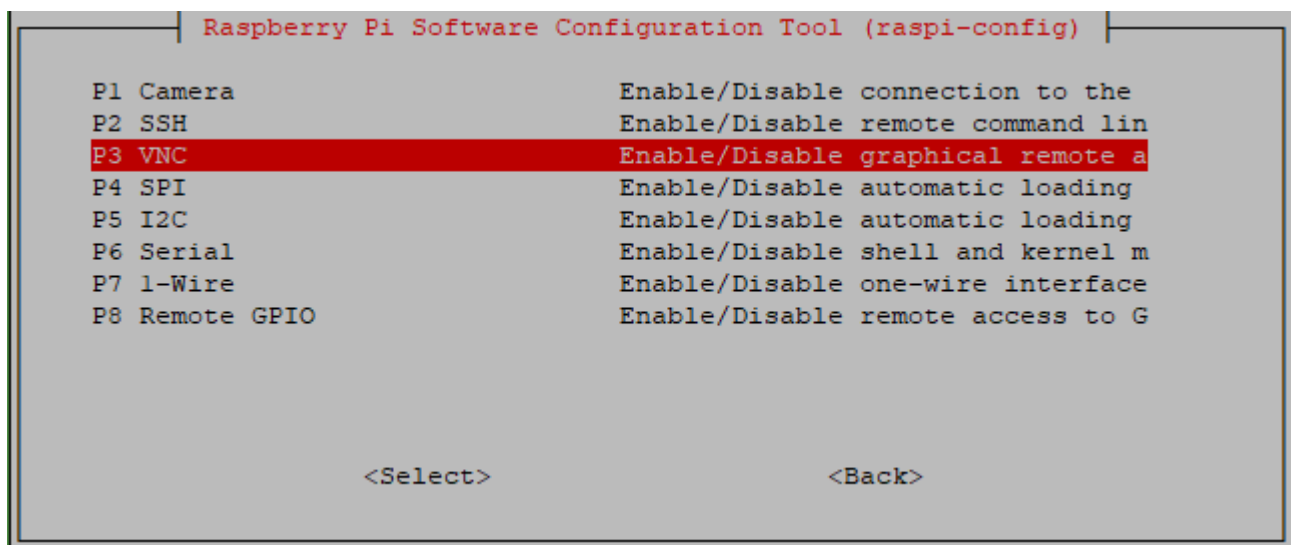 Raspberry Pi Software Configuration Tool (raspi-config)
P1 Camera Enable/Disable connection to the
P2 SSH Enable/Disable remote command lin
P3 VNC Enable/Disable graphical remote a
P4 SPI Enable/Disable automatic loading
P5 I2C Enable/Disable automatic loading
P6 Serial Enable/Disable shell and kernel m
P7 1-Wire Enable/Disable one-wire interface
P8 Remote GPIO Enable/Disable remote access to G
<Select> <Back>